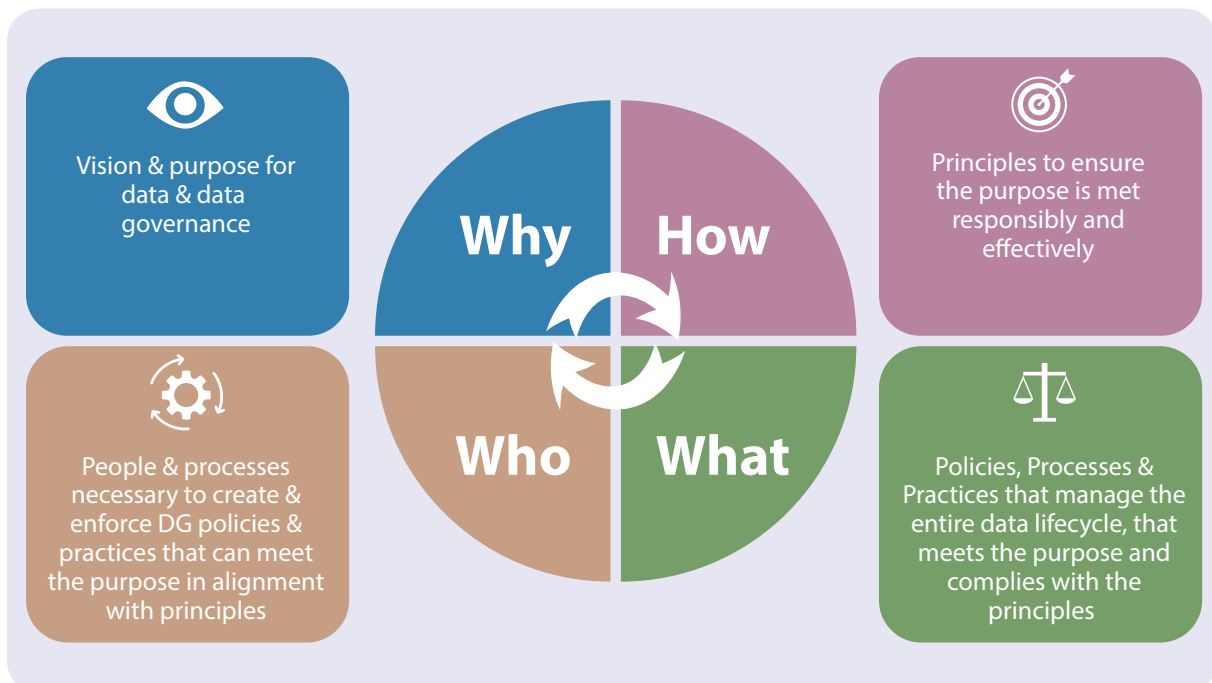 Vision & purpose for
data & data
governance
Why
How
Principles to ensure
the purpose is met
responsibly and
effectively
People & processes
necessary to create &
enforce DG policies &
practices that can meet
the purpose in alignment
with principles
Who
What
Policies, Processes &
Practices that manage the
entire data lifecycle, that
meets the purpose and
complies with the
principles